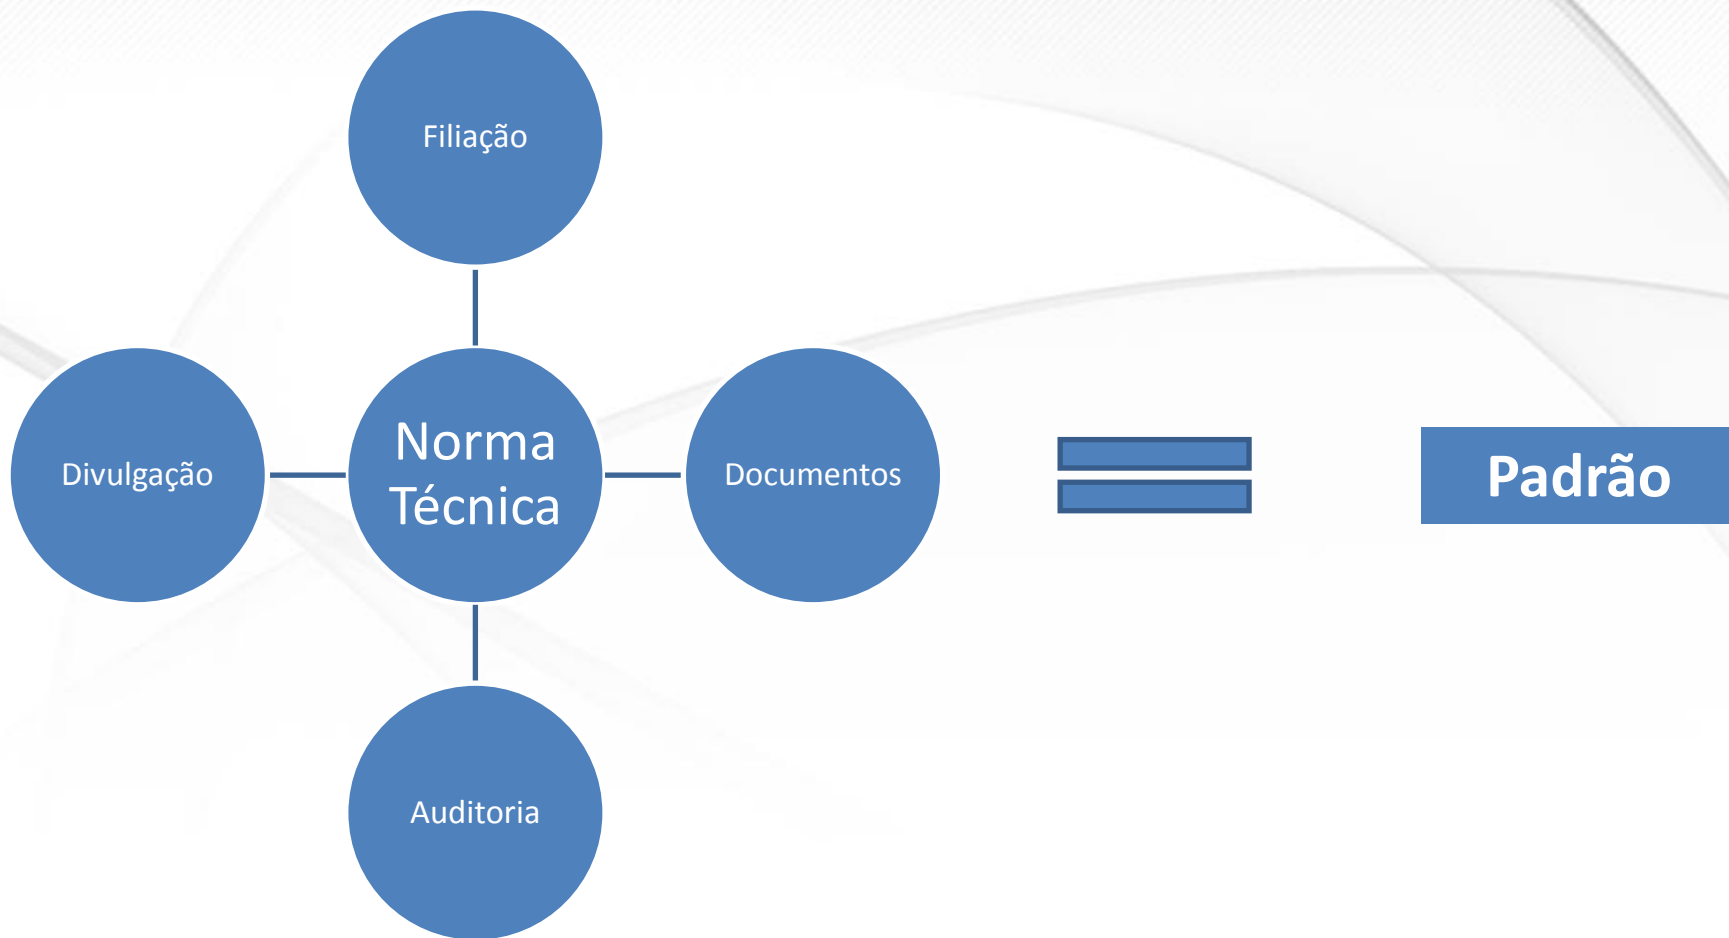 Filiação
Divulgação
Norma
Técnica
Documentos
Padrão
Auditoria